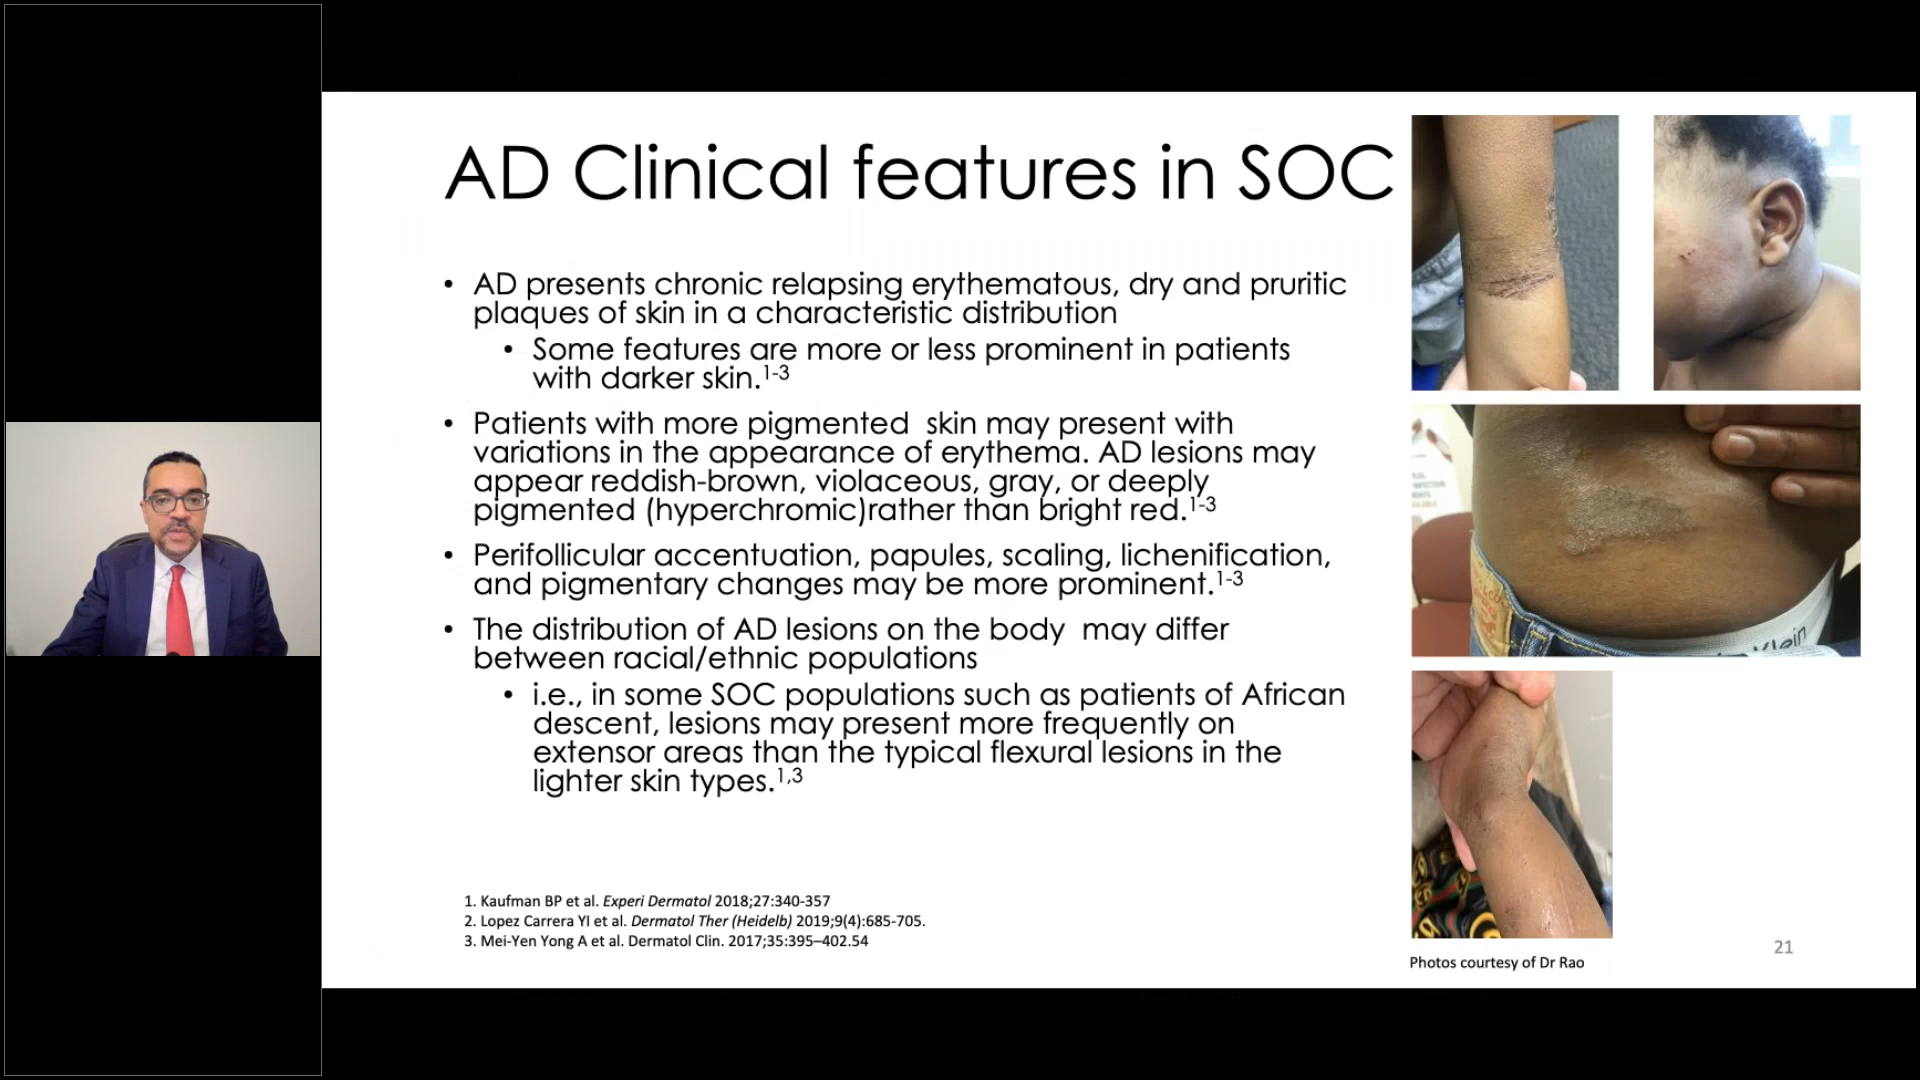 AD Clinical features in SOC
• AD presents chronic relapsing erythematous, dry and pruritic
plaques of skin in a characteristic distribution
• Some features are more or less prominent in patients
with darker skin.1-3
• Patients with more pigmented  skin may present with
variations in the appearance of erythema. AD lesions may
appear reddish-brown, violaceous, gray, or deeply
pigmented (hyperchromic)rather than bright red.1-3
• Perifollicular accentuation, papules, scaling, lichenification,
and pigmentary changes may be more prominent.1-3
• The distribution of AD lesions on the body  may differ
between racial/ethnic populations
• i.e., in some SOC populations such as patients of African
descent, lesions may present more frequently on
extensor areas than the typical flexural lesions in the
lighter skin types.1,3
1. Kaufman BP et al. Experi Dermatol 2018;27:340-357
2. Lopez Carrera YI et al. Dermatol Ther (Heidelb) 2019;9(4):685-705.
3. Mei-Yen Yong A et al. Dermatol Clin. 2017;35:395–402.54
Klein
Photos courtesy of Dr Rao
21